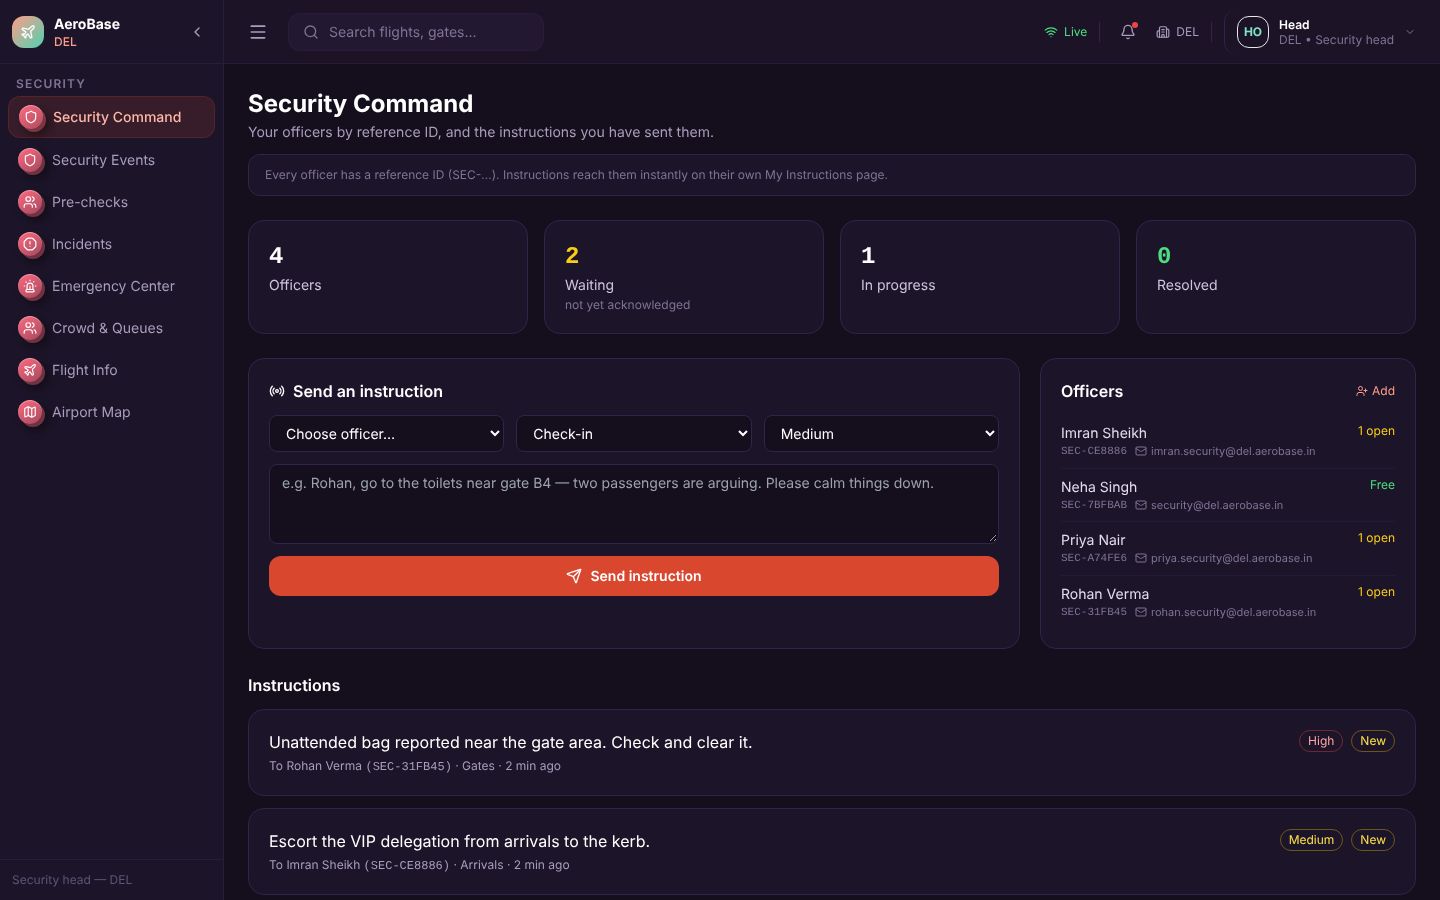 AeroBase
DEL
Search flights, gates...
Live
DEL
HO
Head
DEL • Security head
SECURITY
Security Command
Security Events
Pre-checks
Incidents
Emergency Center
Crowd & Queues
Flight Info
Airport Map
Security head — DEL
Security Command
Your officers by reference ID, and the instructions you have sent them.
Every officer has a reference ID (SEC-...). Instructions reach them instantly on their own My Instructions page.
4
Officers
2
Waiting
not yet acknowledged
1
In progress
0
Resolved
Send an instruction
Choose officer...
Check-in
Medium
e.g. Rohan, go to the toilets near gate B4 — two passengers are arguing. Please calm things down.
Send instruction
Officers
Add
Imran Sheikh
1 open
SEC-CE8886 imran.security@del.aerobase.in
Neha Singh
Free
SEC-7BFBAB security@del.aerobase.in
Priya Nair
1 open
SEC-A74FE6 priya.security@del.aerobase.in
Rohan Verma
1 open
SEC-31FB45 rohan.security@del.aerobase.in
Instructions
Unattended bag reported near the gate area. Check and clear it.
High
New
To Rohan Verma (SEC-31FB45) · Gates · 2 min ago
Escort the VIP delegation from arrivals to the kerb.
Medium
New
To Imran Sheikh (SEC-CE8886) · Arrivals · 2 min ago